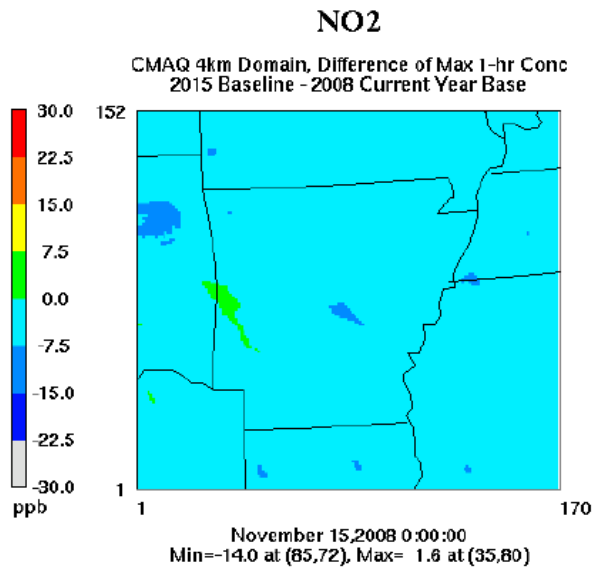 NO2
CMAQ 4km Domain, Difference of Max 1-hr Conc
2015 Baseline - 2008 Current Year Base
30.0
22.5
15.0
7.5
0.0
-7.5
-15.0
-22.5
-30.0
ppb
152
1
1
170
November 15,2008 0:00:00
Min=-14.0 at (85,72), Max= 1.6 at (35,80)